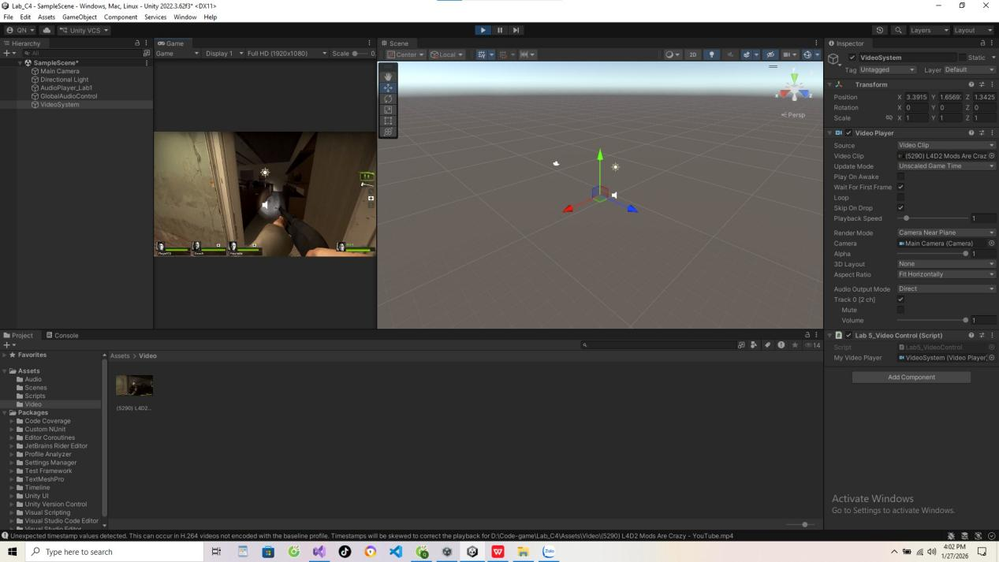 Lab_C4 - SampleScene - Windows, Mac, Linux - Unity 2022.3.62f3* <DX11>
File Edit Assets GameObject Component Services Window Help
QN Unity VCS Layers Layout
Hierarchy
All
SampleScene*
Main Camera
Directional Light
AudioPlayer_Lab1
GlobalAudioControl
VideoSystem
Game
Game Display 1 Full HD (1920x1080) Scale 0.
Scene
Center Local 2D
y
x z
Persp
Inspector
VideoSystem Static
Tag Untagged Layer Default
Transform
Position X 3.3915 Y 1.6569 Z 1.3425
Rotation X 0 Y 0 Z 0
Scale X 1 Y 1 Z 1
Video Player
Source Video Clip
Video Clip (5290) L4D2 Mods Are Craz
Update Mode Unscaled Game Time
Play On Awake
Wait For First Frame
Loop
Skip On Drop
Playback Speed 1
Render Mode Camera Near Plane
Camera Main Camera (Camera)
Alpha 1
3D Layout None
Aspect Ratio Fit Horizontally
Audio Output Mode Direct
Track 0 [2 ch]
Mute
Volume 1
Lab 5_Video Control (Script)
Script Lab5_VideoControl
My Video Player VideoSystem (Video Player)
Add Component
Project Console
14
Favorites
Assets
Audio
Scenes
Scripts
Video
Packages
Code Coverage
Custom NUnit
Editor Coroutines
JetBrains Rider Editor
Profile Analyzer
Settings Manager
Test Framework
TextMeshPro
Timeline
Unity UI
Unity Version Control
Visual Scripting
Visual Studio Code Editor
Visual Studio Editor
Assets > Video
(5290) L4D2...
Activate Windows
Go to Settings to activate Windows.
Unexpected timestamp values detected. This can occur in H.264 videos not encoded with the baseline profile. Timestamps will be skewed to correct the playback for D:\Code-game\Lab_C4\Assets\Video\(5290) L4D2 Mods Are Crazy - YouTube.mp4
Type here to search
Zalo
4:02 PM
1/27/2026